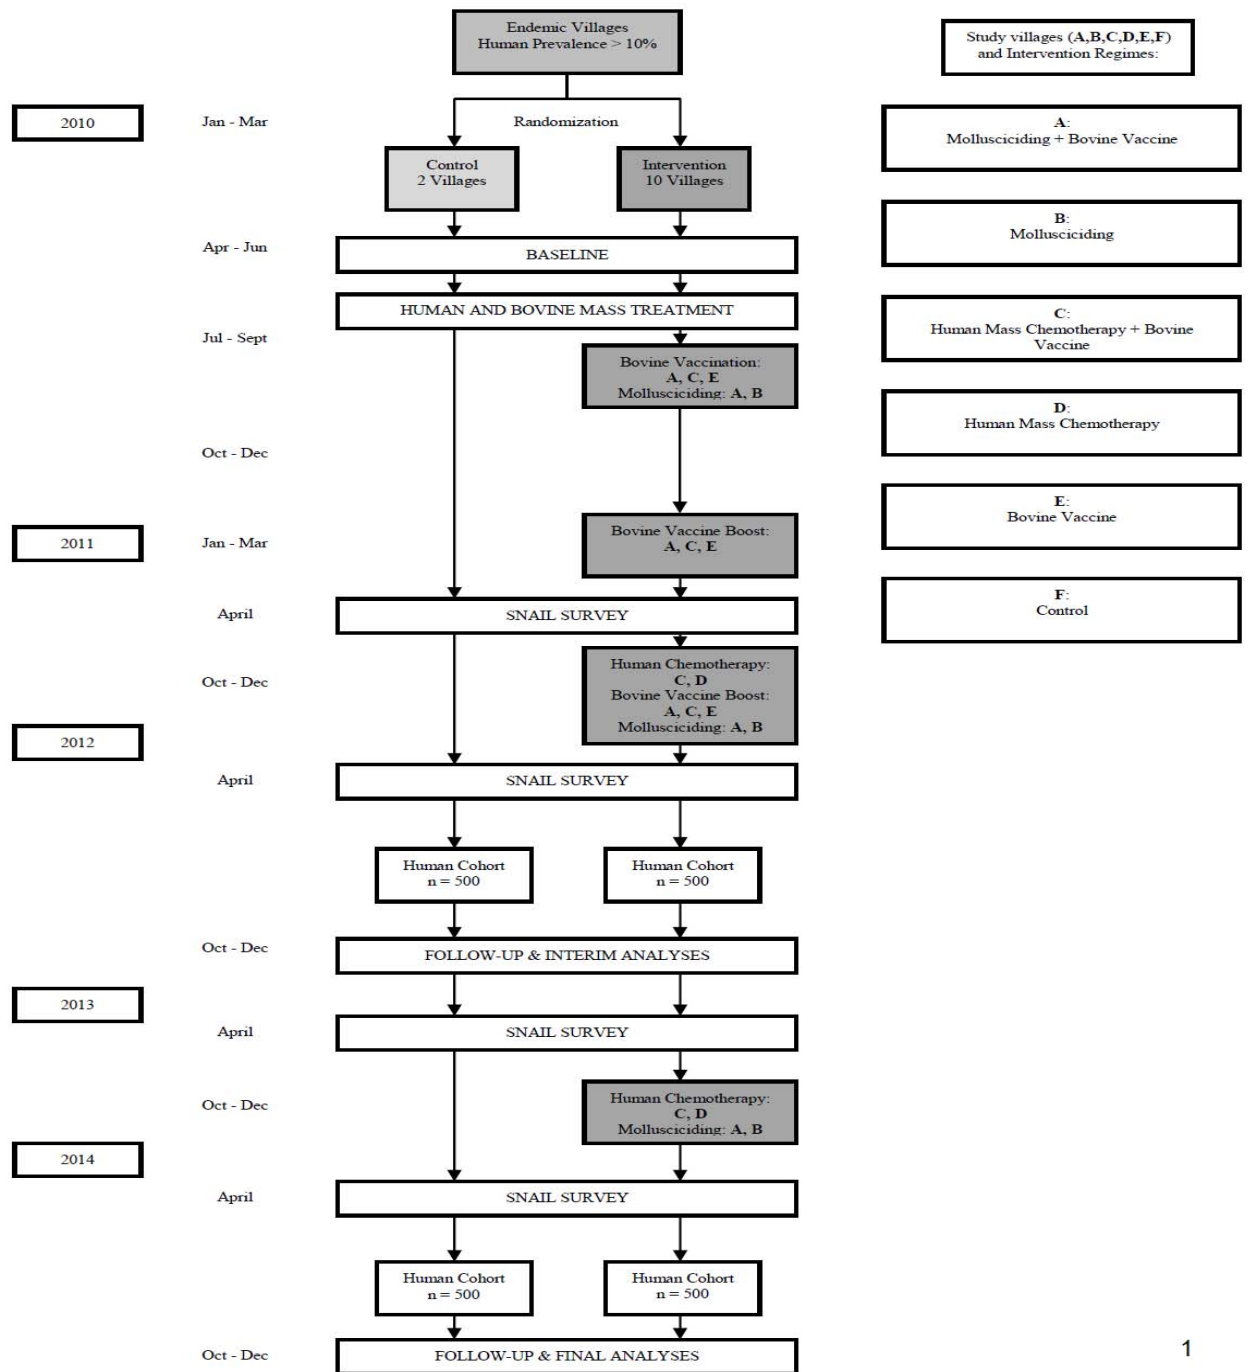 Endemic Villages
Human Prevalence > 10%
Study villages (A,B,C,D,E,F)
and Intervention Regimes:
2010
Jan - Mar
Randomization
A:
Mollusciciding + Bovine Vaccine
Control
2 Villages
Intervention
10 Villages
B:
Mollusciciding
Apr - Jun
BASELINE
HUMAN AND BOVINE MASS TREATMENT
C:
Human Mass Chemotherapy + Bovine
Vaccine
Jul - Sept
Bovine Vaccination:
A, C, E
Mollusciciding: A, B
D:
Human Mass Chemotherapy
Oct - Dec
E:
Bovine Vaccine
2011
Jan - Mar
Bovine Vaccine Boost:
A, C, E
F:
Control
April
SNAIL SURVEY
Oct - Dec
Human Chemotherapy:
C, D
Bovine Vaccine Boost:
A, C, E
Mollusciciding: A, B
2012
April
SNAIL SURVEY
Human Cohort
n = 500
Human Cohort
n = 500
Oct - Dec
FOLLOW-UP & INTERIM ANALYSES
2013
April
SNAIL SURVEY
Oct - Dec
Human Chemotherapy:
C, D
Mollusciciding: A, B
2014
April
SNAIL SURVEY
Human Cohort
n = 500
Human Cohort
n = 500
Oct - Dec
FOLLOW-UP & FINAL ANALYSES
1